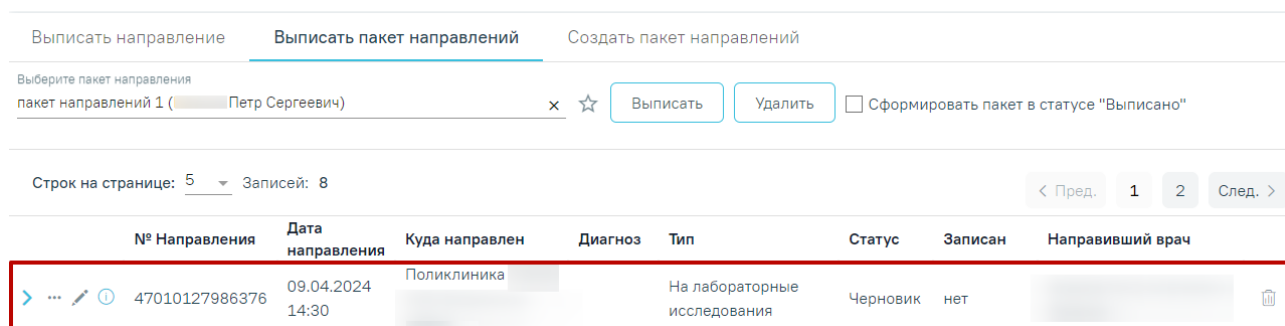 Выписать направление Выписать пакет направлений Создать пакет направлений
Выберите пакет направления
пакет направлений 1 ( Петр Сергеевич) × Выписать Удалить Сформировать пакет в статусе "Выписано"
Строк на странице: 5 Записей: 8
< Пред. 1 2 След. >
№ Направления Дата направления Куда направлен Диагноз Тип Статус Записан Направивший врач
47010127986376 09.04.2024 14:30 Поликлиника На лабораторные исследования Черновик нет